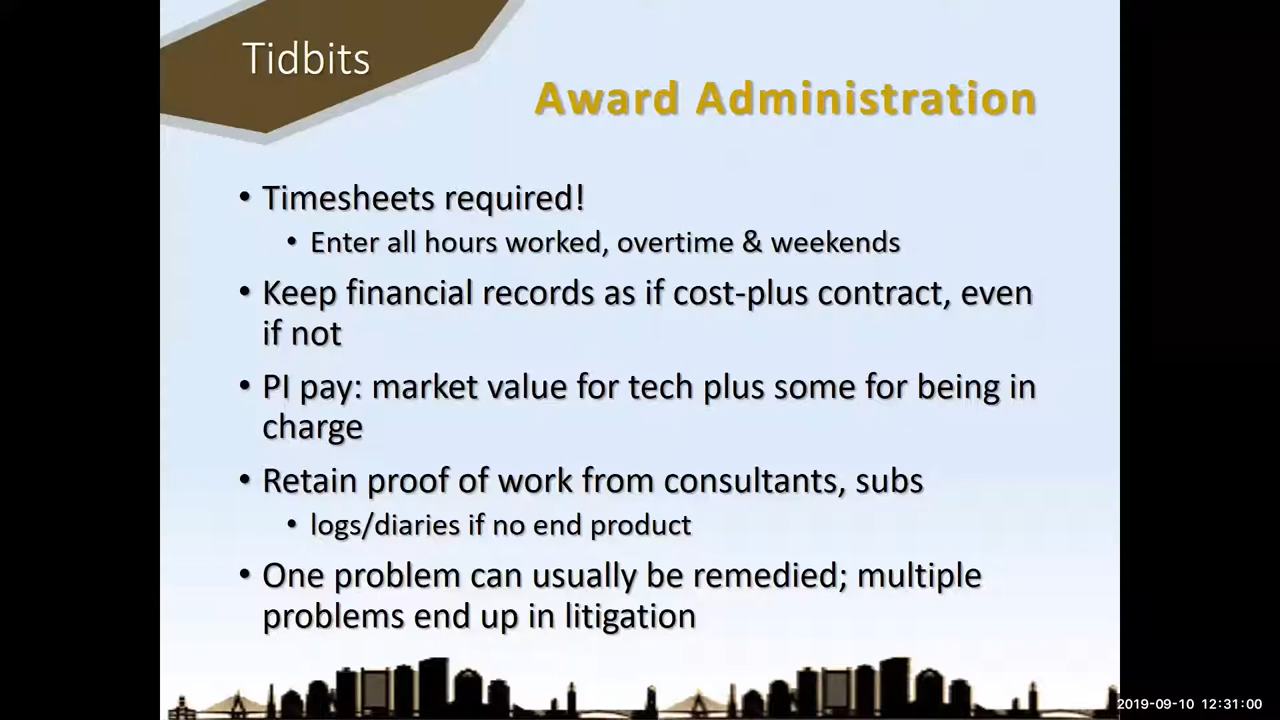 Tidbits
Award Administration
• Timesheets required!
• Enter all hours worked, overtime & weekends
• Keep financial records as if cost-plus contract, even
if not
• PI pay: market value for tech plus some for being in
charge
• Retain proof of work from consultants, subs
• logs/diaries if no end product
• One problem can usually be remedied; multiple
problems end up in litigation
2019-09-10 12:31:00